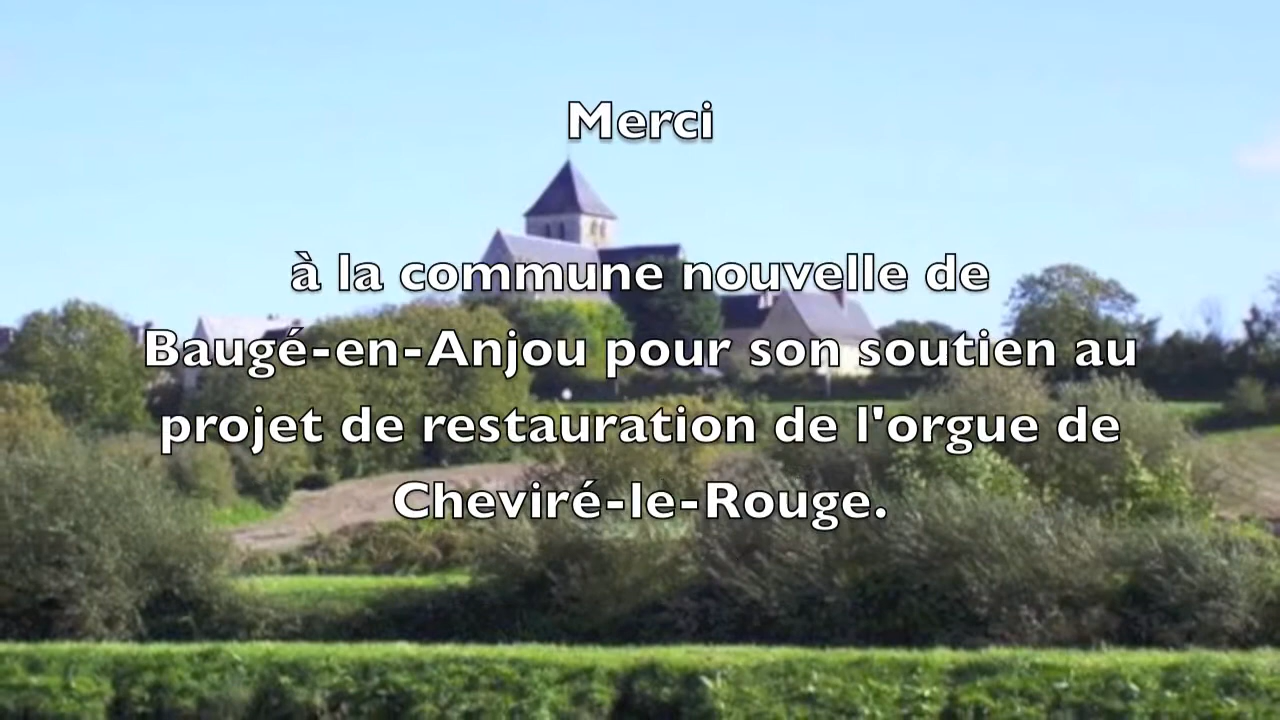 Merci
à la commune nouvelle de
Baugé-en-Anjou pour son soutien au
projet de restauration de l'orgue de
Cheviré-le-Rouge.